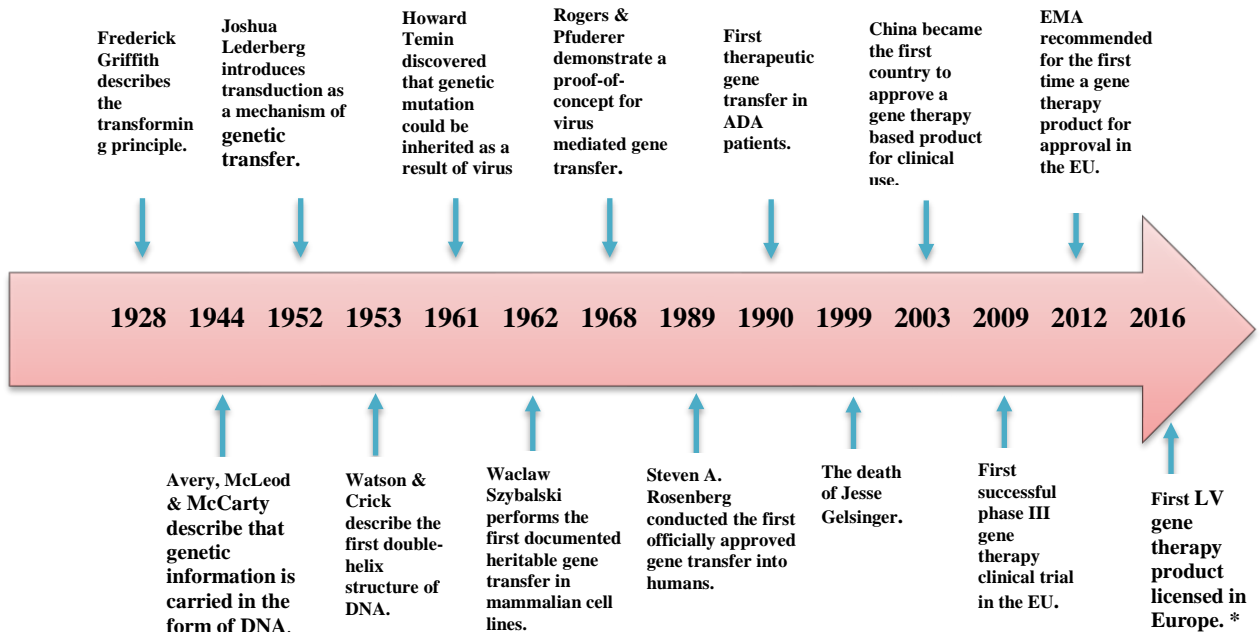 Frederick
Griffith
describes
the
transformin
g principle.
Joshua
Lederberg
introduces
transduction as
a mechanism of
genetic
transfer.
Howard
Temin
discovered
that genetic
mutation
could be
inherited as a
result of virus
Rogers &
Pfuderer
demonstrate a
proof-of-
concept for
virus
mediated gene
transfer.
First
therapeutic
gene
transfer in
ADA
patients.
China became
the first
country to
approve a
gene therapy
based product
for clinical
use.
EMA
recommended
for the first
time a gene
therapy
product for
approval in
the EU.
1928 1944 1952 1953 1961 1962 1968 1989 1990 1999 2003 2009 2012 2016
Avery, McLeod
& McCarty
describe that
genetic
information is
carried in the
form of DNA.
Watson &
Crick
describe the
first double-
helix
structure of
DNA.
Waclaw
Szybalski
performs the
first documented
heritable gene
transfer in
mammalian cell
lines.
Steven A.
Rosenberg
conducted the first
officially approved
gene transfer into
humans.
The death
of Jesse
Gelsinger.
First
successful
phase III
gene
therapy
clinical trial
in the EU.
First LV
gene
therapy
product
licensed in
Europe. *